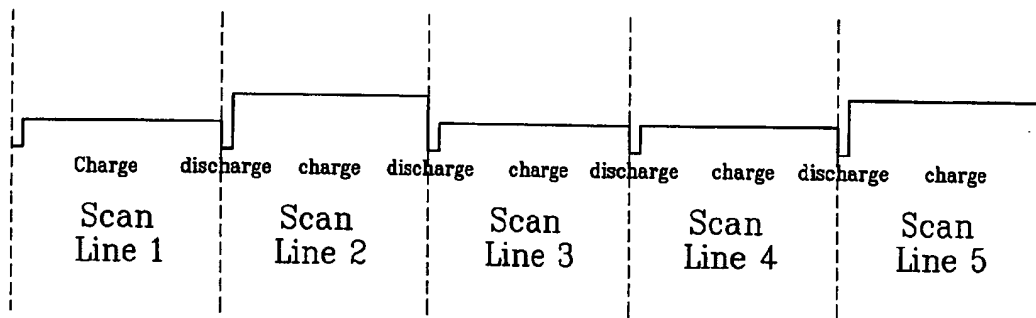 Charge discharge charge discharge charge discharge charge discharge charge
Scan Scan Scan Scan Scan
Line 1 Line 2 Line 3 Line 4 Line 5